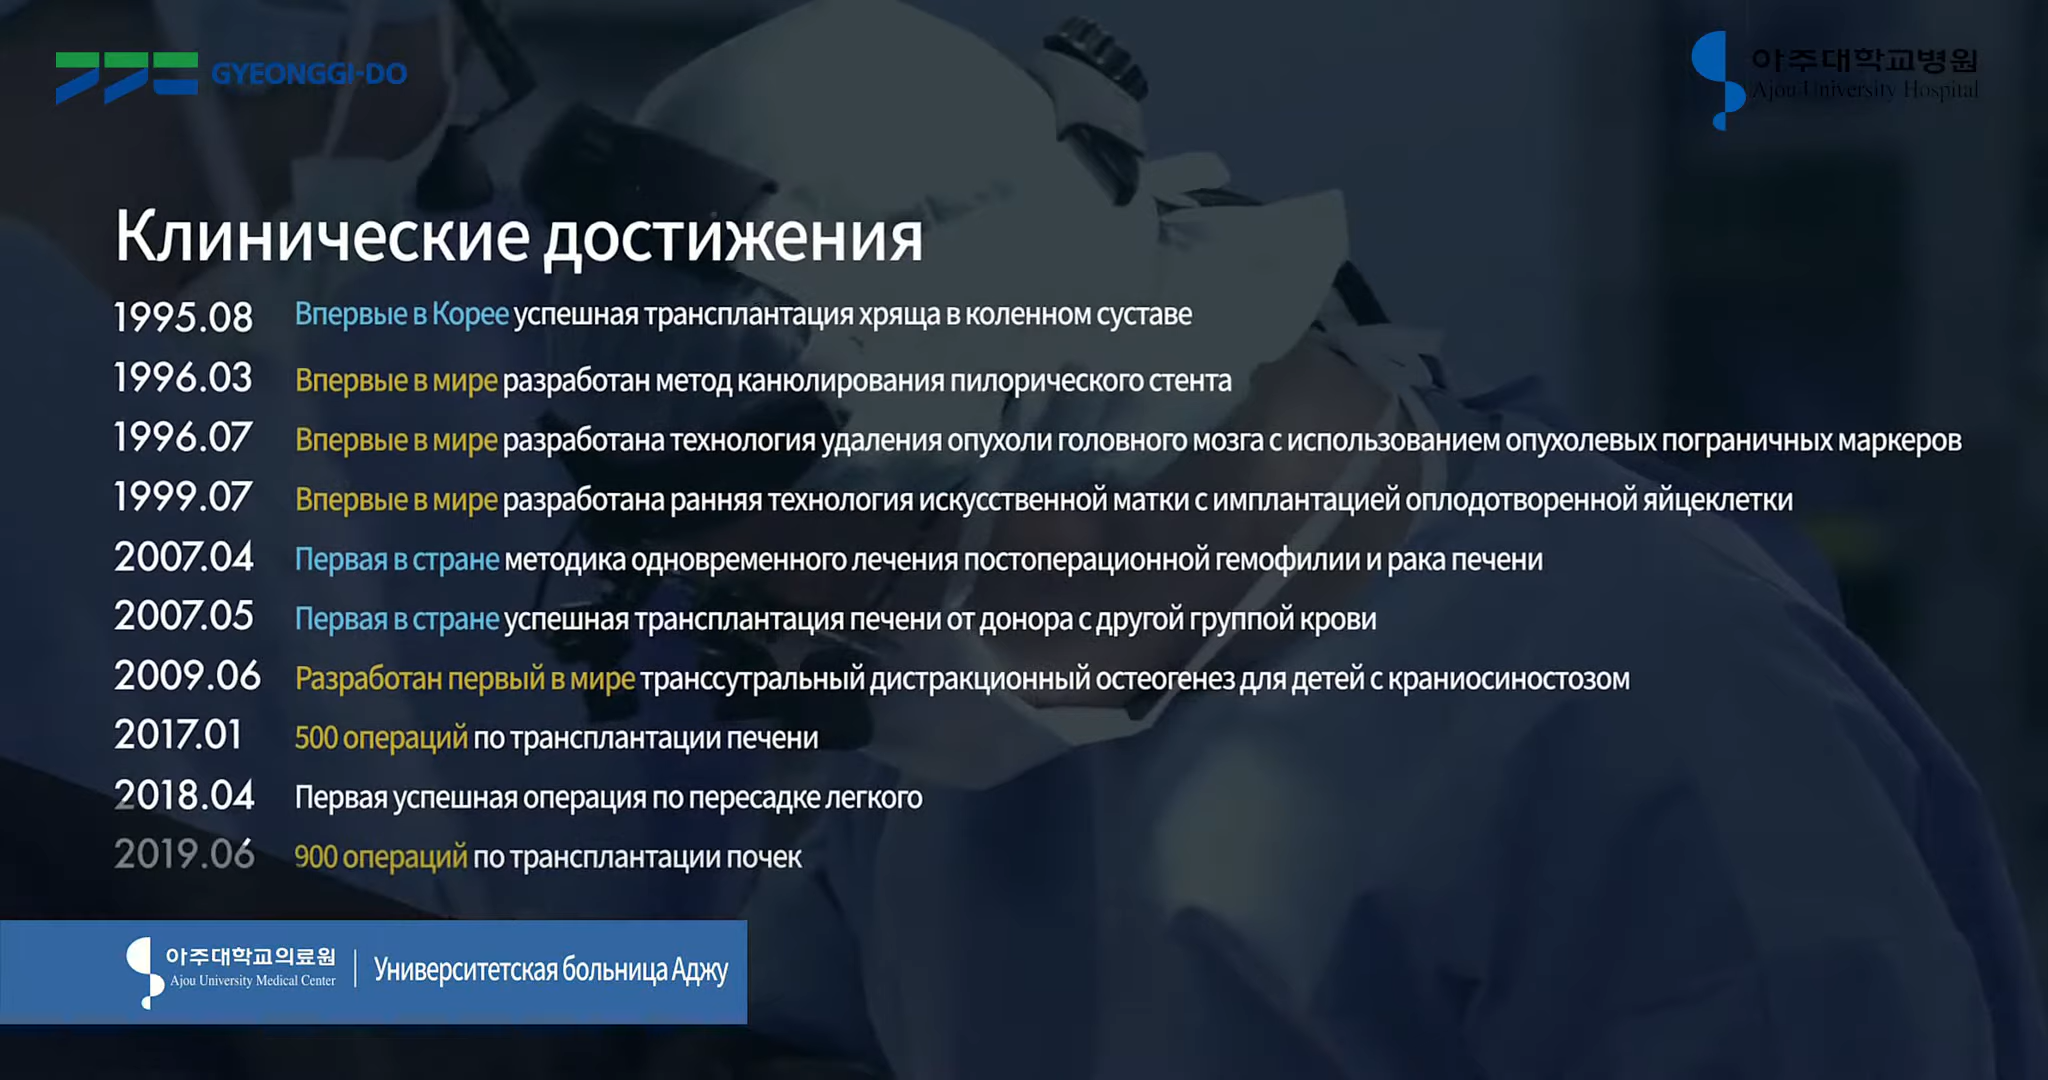 GYEONGGI-DO
아주대학교병원
Ajou University Hospital
Клинические достижения
1995.08 Впервые в Корее успешная трансплантация хряща в коленном суставе
1996.03 Впервые в мире разработан метод канюлирования пилорического стента
1996.07 Впервые в мире разработана технология удаления опухоли головного мозга с использованием опухолевых пограничных маркеров
1999.07 Впервые в мире разработана ранняя технология искусственной матки с имплантацией оплодотворенной яйцеклетки
2007.04 Первая в стране методика одновременного лечения постоперационной гемофилии и рака печени
2007.05 Первая в стране успешная трансплантация печени от донора с другой группой крови
2009.06 Разработан первый в мире транссутральный дистракционный остеогенез для детей с краниосиностозом
2017.01 500 операций по трансплантации печени
2018.04 Первая успешная операция по пересадке легкого
2019.06 900 операций по трансплантации почек
아주대학교의료원
Ajou University Medical Center
Университетская больница Аджу